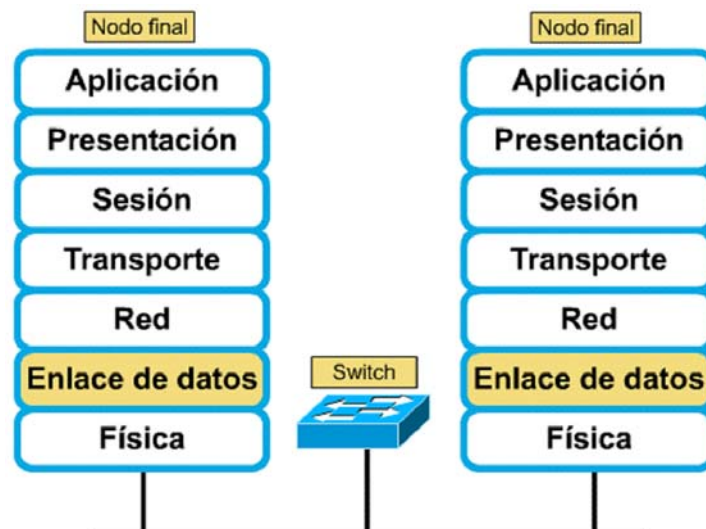 Nodo final
Aplicación
Presentación
Sesión
Transporte
Red
Enlace de datos
Física
Switch
Nodo final
Aplicación
Presentación
Sesión
Transporte
Red
Enlace de datos
Física